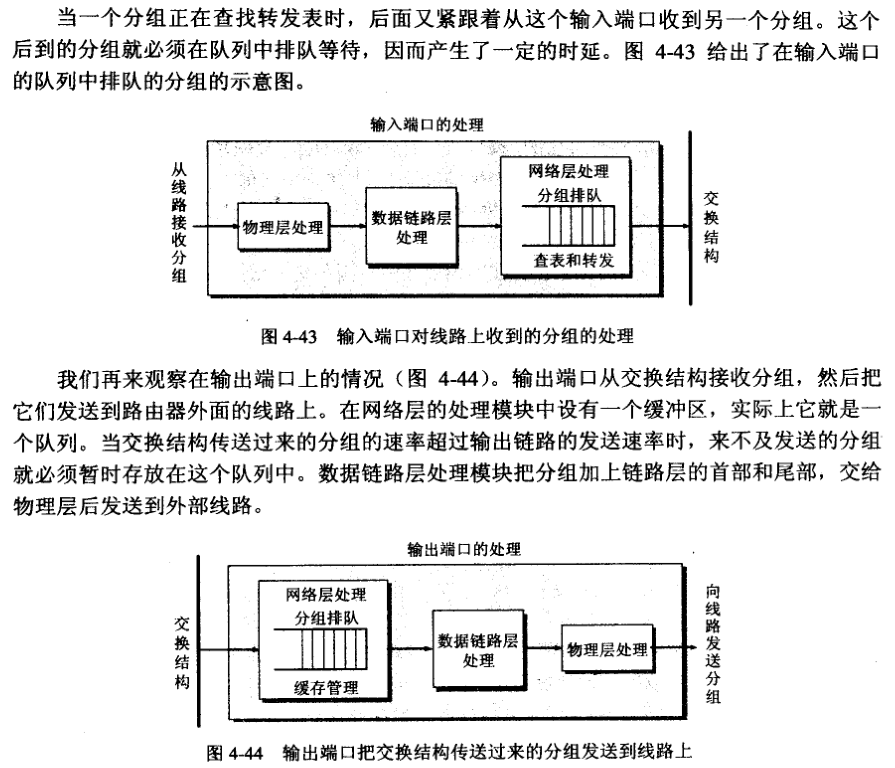 当一个分组正在查找转发表时，后面又紧跟着从这个输入端口收到另一个分组。这个
后到的分组就必须在队列中排队等待，因而产生了一定的时延。图 4-43 给出了在输入端口
的队列中排队的分组的示意图。
输入端口的处理
从线路接收分组
物理层处理
数据链路层
处理
网络层处理
分组排队
查表和转发
交换结构
图 4-43 输入端口对线路上收到的分组的处理
我们再来观察在输出端口上的情况（图 4-44）。输出端口从交换结构接收分组，然后把
它们发送到路由器外面的线路上。在网络层的处理模块中设有一个缓冲区，实际上它就是一
个队列。当交换结构传送过来的分组的速率超过输出链路的发送速率时，来不及发送的分组
就必须暂时存放在这个队列中。数据链路层处理模块把分组加上链路层的首部和尾部，交给
物理层后发送到外部线路。
输出端口的处理
交换结构
网络层处理
分组排队
缓存管理
数据链路层
处理
物理层处理
向线路发送分组
图 4-44 输出端口把交换结构传送过来的分组发送到线路上